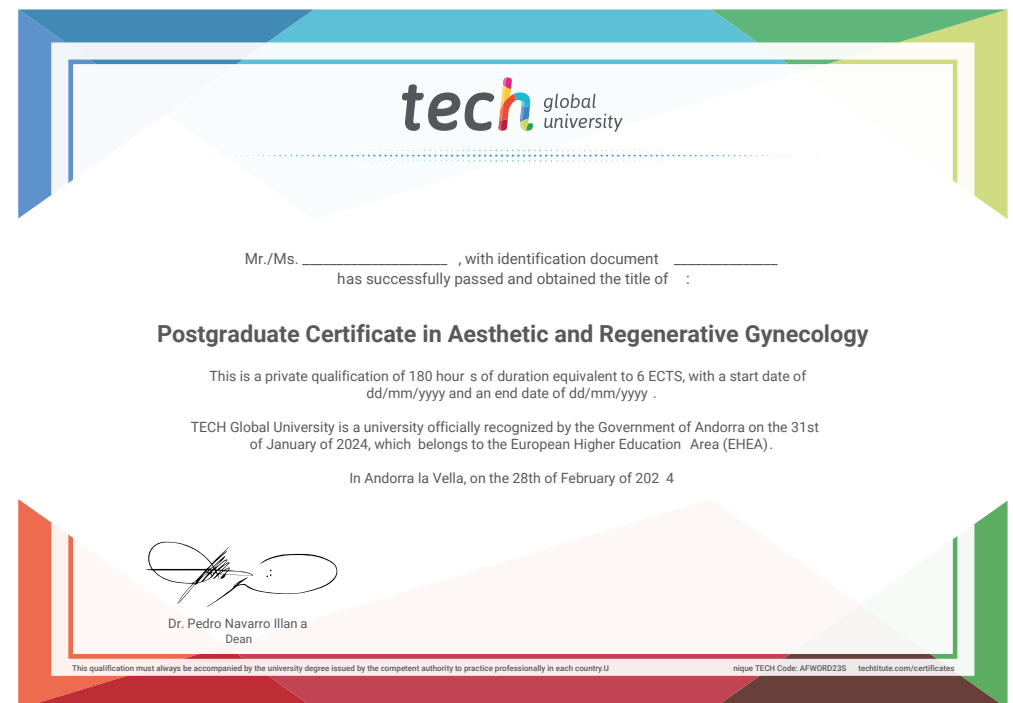 tech global
university
Mr./Ms. _____________________ , with identification document _______________
has successfully passed and obtained the title of :
Postgraduate Certificate in Aesthetic and Regenerative Gynecology
This is a private qualification of 180 hour s of duration equivalent to 6 ECTS, with a start date of
dd/mm/yyyy and an end date of dd/mm/yyyy .
TECH Global University is a university officially recognized by the Government of Andorra on the 31st
of January of 2024, which belongs to the European Higher Education Area (EHEA).
In Andorra la Vella, on the 28th of February of 202 4
Dr. Pedro Navarro Illan a
Dean
This qualification must always be accompanied by the university degree issued by the competent authority to practice professionally in each country.U nique TECH Code: AFWORD23S techtitute.com/certificates